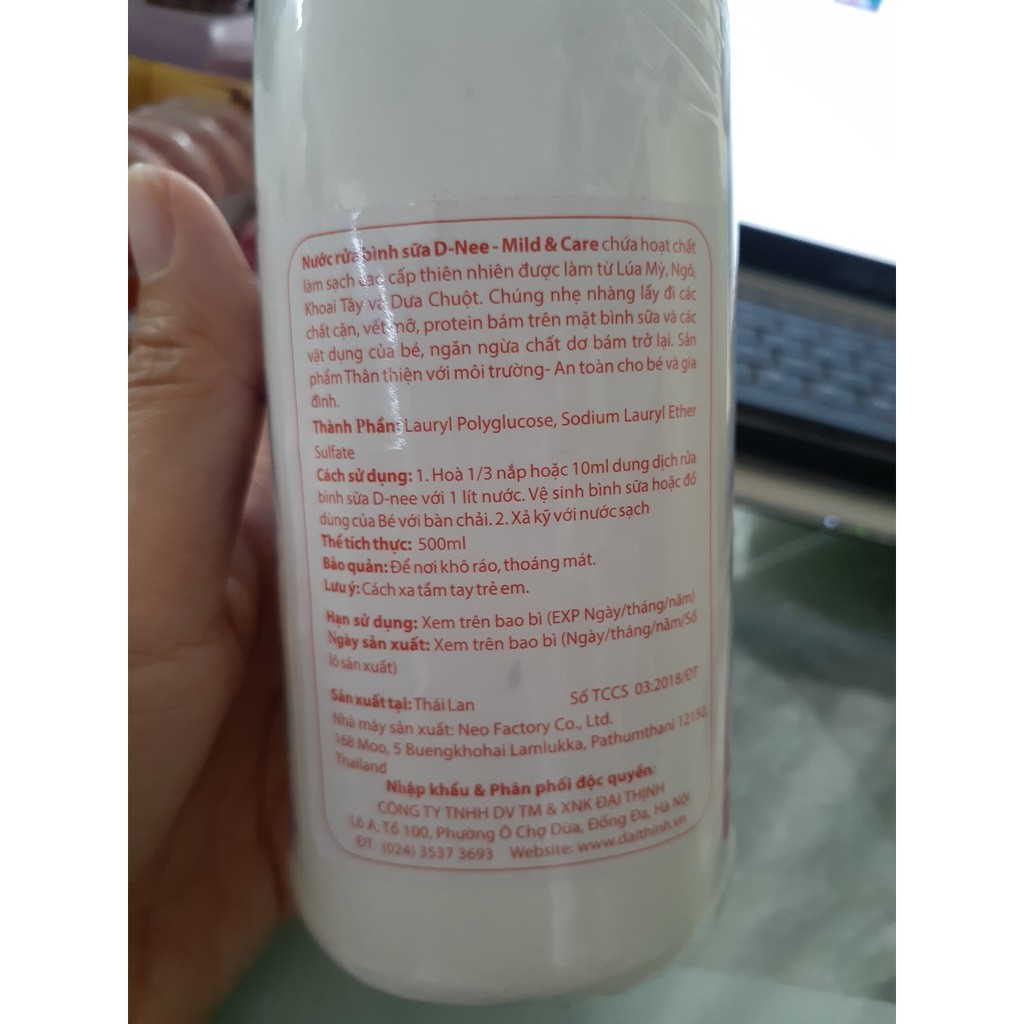 Nước rửa bình sữa D-Nee - Mild & Care chứa hoạt chất
làm sạch cao cấp thiên nhiên được làm từ Lúa Mỳ, Ngô,
Khoai Tây và Dưa Chuột. Chúng nhẹ nhàng lấy đi các
chất cặn, vết mỡ, protein bám trên mặt bình sữa và các
vật dụng của bé, ngăn ngừa chất dơ bám trở lại. Sản
phẩm Thân thiện với môi trường- An toàn cho bé và gia
đình.
Thành Phần: Lauryl Polyglucose, Sodium Lauryl Ether
Sulfate
Cách sử dụng: 1. Hoà 1/3 nắp hoặc 10ml dung dịch rửa
bình sữa D-nee với 1 lít nước. Vệ sinh bình sữa hoặc đồ
dùng của Bé với bàn chải. 2. Xả kỹ với nước sạch
Thể tích thực: 500ml
Bảo quản: Để nơi khô ráo, thoáng mát.
Lưu ý: Cách xa tầm tay trẻ em.
Hạn sử dụng: Xem trên bao bì (EXP Ngày/tháng/năm)
Ngày sản xuất: Xem trên bao bì (Ngày/tháng/năm/Số
lô sản xuất)
Sản xuất tại: Thái Lan Số TCCS 03:2018/ĐT
Nhà máy sản xuất: Neo Factory Co., Ltd.
168 Moo, 5 Buengkhohai Lamlukka, Pathumthani 12150,
Thailand
Nhập khẩu & Phân phối độc quyền:
CÔNG TY TNHH DV TM & XNK ĐẠI THỊNH
Lô A, Tổ 100, Phường Ô Chợ Dừa, Đống Đa, Hà Nội
ĐT: (024) 3537 3693 Website: www.daithinh.vn